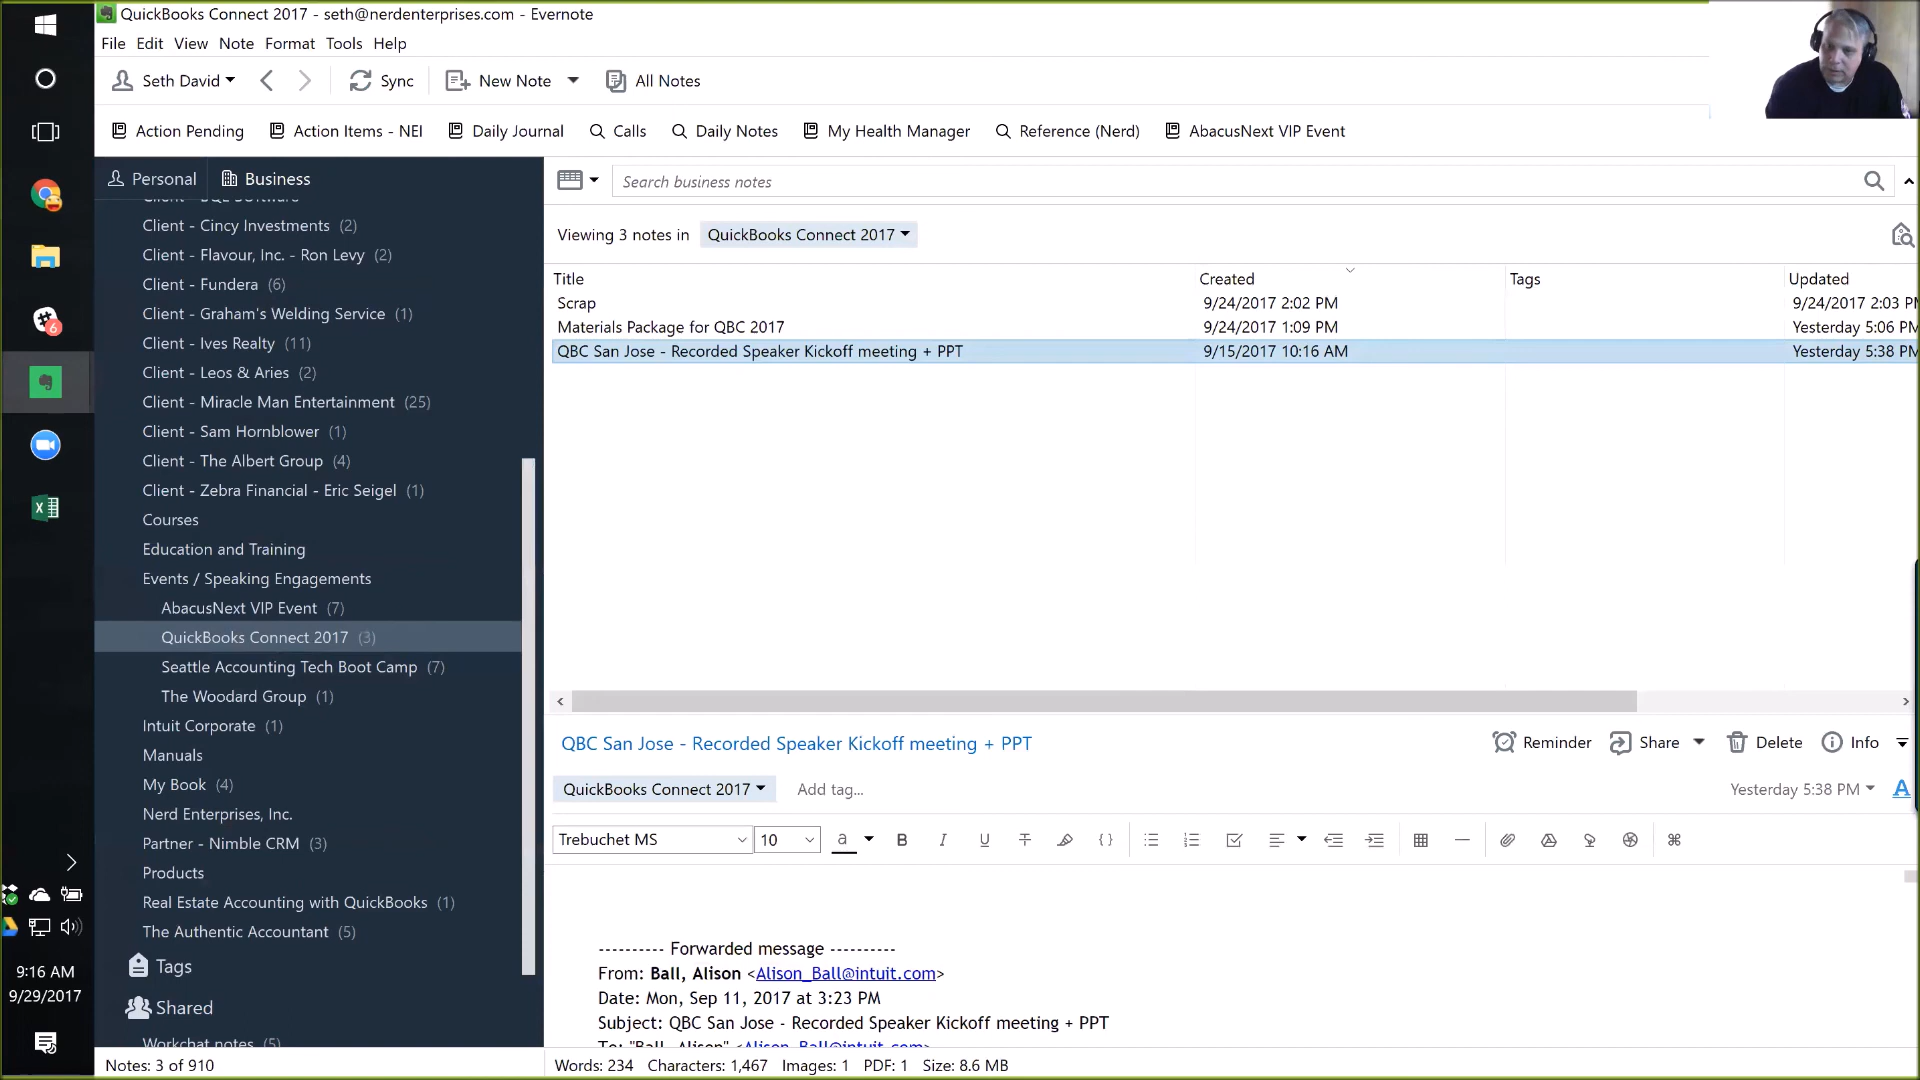 QuickBooks Connect 2017 - seth@nerdenterprises.com - Evernote
File Edit View Note Format Tools Help
Seth David Sync New Note All Notes
Action Pending Action Items - NEI Daily Journal Calls Daily Notes My Health Manager Reference (Nerd) AbacusNext VIP Event
Personal Business
Search business notes
Client - BQE Software
Client - Cincy Investments (2)
Client - Flavour, Inc. - Ron Levy (2)
Client - Fundera (6)
Client - Graham's Welding Service (1)
Client - Ives Realty (11)
Client - Leos & Aries (2)
Client - Miracle Man Entertainment (25)
Client - Sam Hornblower (1)
Client - The Albert Group (4)
Client - Zebra Financial - Eric Seigel (1)
Courses
Education and Training
Events / Speaking Engagements
AbacusNext VIP Event (7)
QuickBooks Connect 2017 (3)
Seattle Accounting Tech Boot Camp (7)
The Woodard Group (1)
Intuit Corporate (1)
Manuals
My Book (4)
Nerd Enterprises, Inc.
Partner - Nimble CRM (3)
Products
Real Estate Accounting with QuickBooks (1)
The Authentic Accountant (5)
Tags
Shared
Workchat notes (5)
Notes: 3 of 910
Viewing 3 notes in QuickBooks Connect 2017
Title Created Tags Updated
Scrap 9/24/2017 2:02 PM 9/24/2017 2:03 PM
Materials Package for QBC 2017 9/24/2017 1:09 PM Yesterday 5:06 PM
QBC San Jose - Recorded Speaker Kickoff meeting + PPT 9/15/2017 10:16 AM Yesterday 5:38 PM
QBC San Jose - Recorded Speaker Kickoff meeting + PPT Reminder Share Delete Info
QuickBooks Connect 2017 Add tag... Yesterday 5:38 PM A
Trebuchet MS 10 a B I U T { }
---------- Forwarded message ----------
From: Ball, Alison <Alison_Ball@intuit.com>
Date: Mon, Sep 11, 2017 at 3:23 PM
Subject: QBC San Jose - Recorded Speaker Kickoff meeting + PPT
To: "Ball, Alison" <Alison_Ball@intuit.com>
Words: 234 Characters: 1,467 Images: 1 PDF: 1 Size: 8.6 MB
6
9:16 AM
9/29/2017